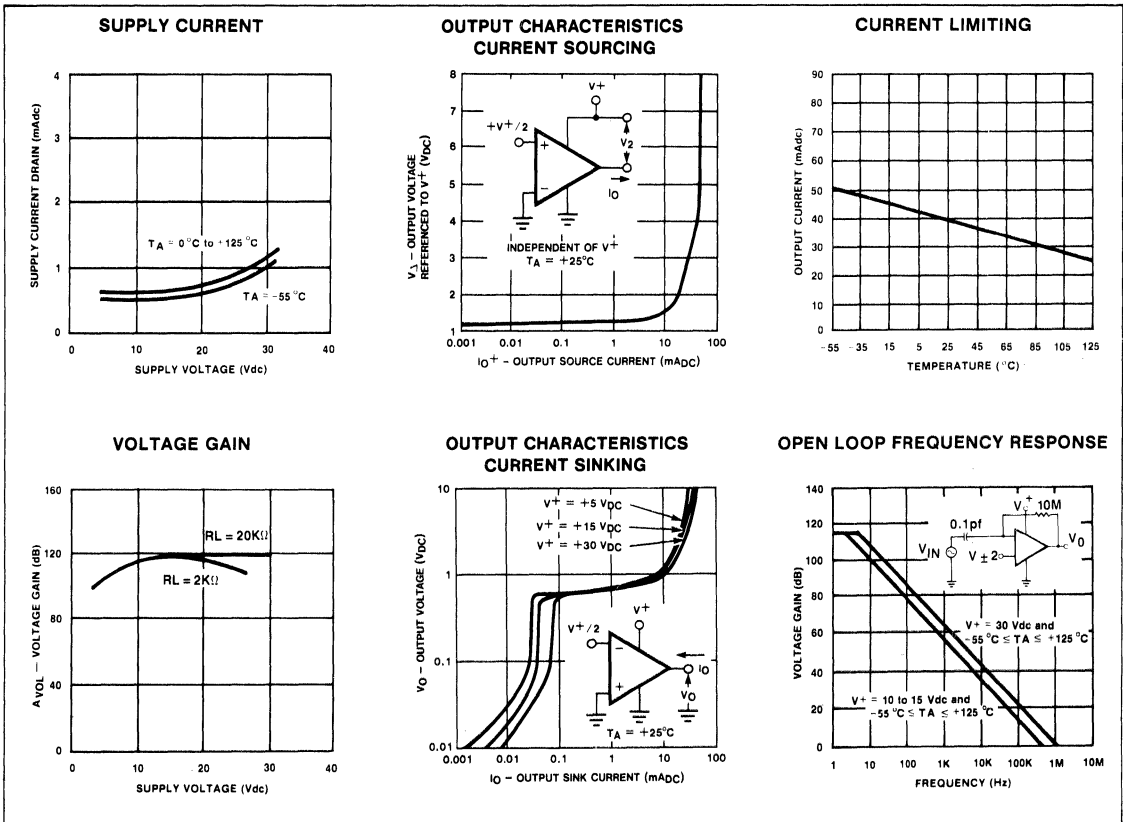 SUPPLY CURRENT
SUPPLY CURRENT DRAIN (mAdc)
4
3
2
1
0
TA = 0°C to +125°C
TA = -55°C
0 10 20 30 40
SUPPLY VOLTAGE (Vdc)
OUTPUT CHARACTERISTICS
CURRENT SOURCING
V∆ – OUTPUT VOLTAGE
REFERENCED TO V+ (VDC)
8
7
6
5
4
3
2
1
V+
+V+/2
+
−
V2
IO
INDEPENDENT OF V+
TA = +25°C
0.001 0.01 0.1 1 10 100
IO+ – OUTPUT SOURCE CURRENT (mADC)
CURRENT LIMITING
OUTPUT CURRENT (mAdc)
90
80
70
60
50
40
30
20
10
0
-55 -35 15 5 25 45 65 85 95 125
TEMPERATURE (°C)
VOLTAGE GAIN
AVOL — VOLTAGE GAIN (dB)
160
120
80
40
0
RL = 20KΩ
RL = 2KΩ
0 10 20 30 40
SUPPLY VOLTAGE (Vdc)
OUTPUT CHARACTERISTICS
CURRENT SINKING
VO – OUTPUT VOLTAGE (VDC)
10
1
0.1
0.01
V+ = +5 VDC
V+ = +15 VDC
V+ = +30 VDC
V+
V+/2
−
+
IO
VO
TA = +25°C
0.001 0.01 0.1 1 10 100
IO – OUTPUT SINK CURRENT (mADC)
OPEN LOOP FREQUENCY RESPONSE
VOLTAGE GAIN (dB)
140
120
100
80
60
40
20
0
V+
10M
0.1pf
VIN
V±2
VO
V+ = 30 Vdc and
-55°C ≤ TA ≤ +125°C
V+ = 10 to 15 Vdc and
-55°C ≤ TA ≤ +125°C
1 10 100 1K 10K 100K 1M 10M
FREQUENCY (Hz)